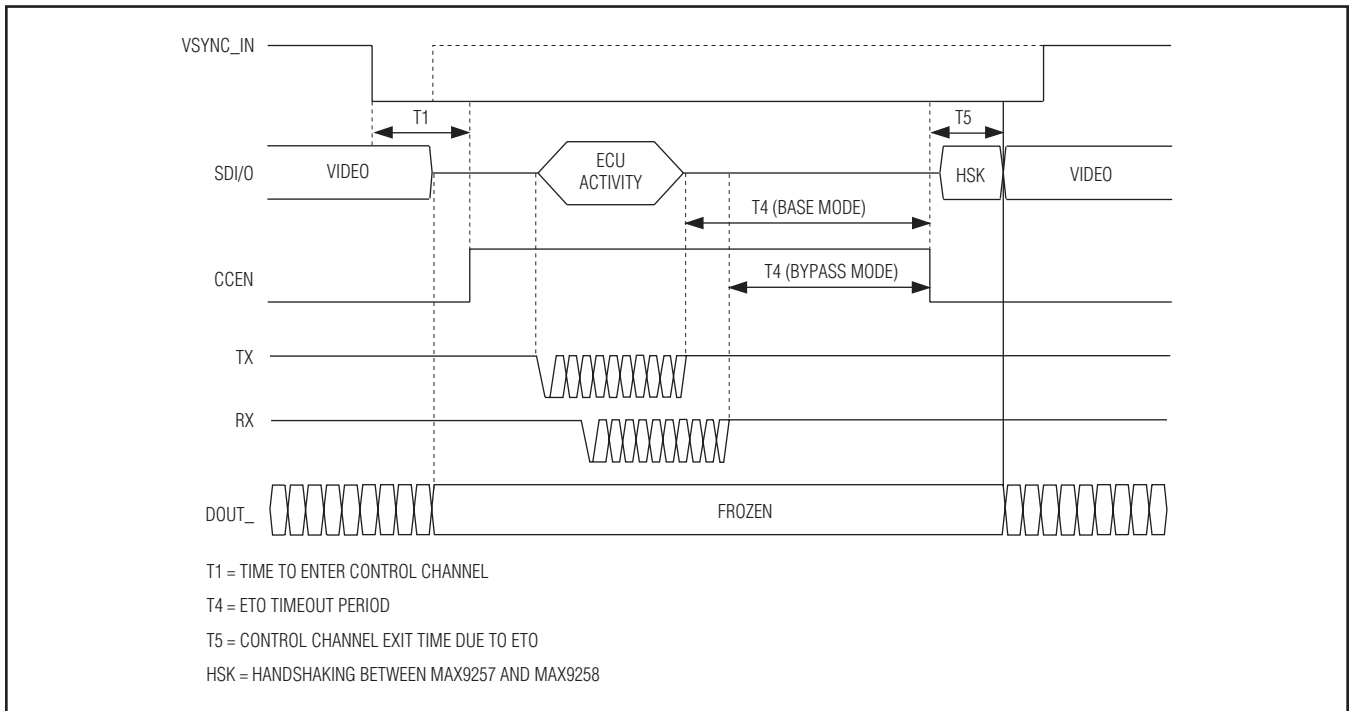 VSYNC_IN
T1
T5
SDI/O
VIDEO
ECU
ACTIVITY
HSK
VIDEO
T4 (BASE MODE)
CCEN
T4 (BYPASS MODE)
TX
RX
DOUT_
FROZEN
T1 = TIME TO ENTER CONTROL CHANNEL
T4 = ETO TIMEOUT PERIOD
T5 = CONTROL CHANNEL EXIT TIME DUE TO ETO
HSK = HANDSHAKING BETWEEN MAX9257 AND MAX9258